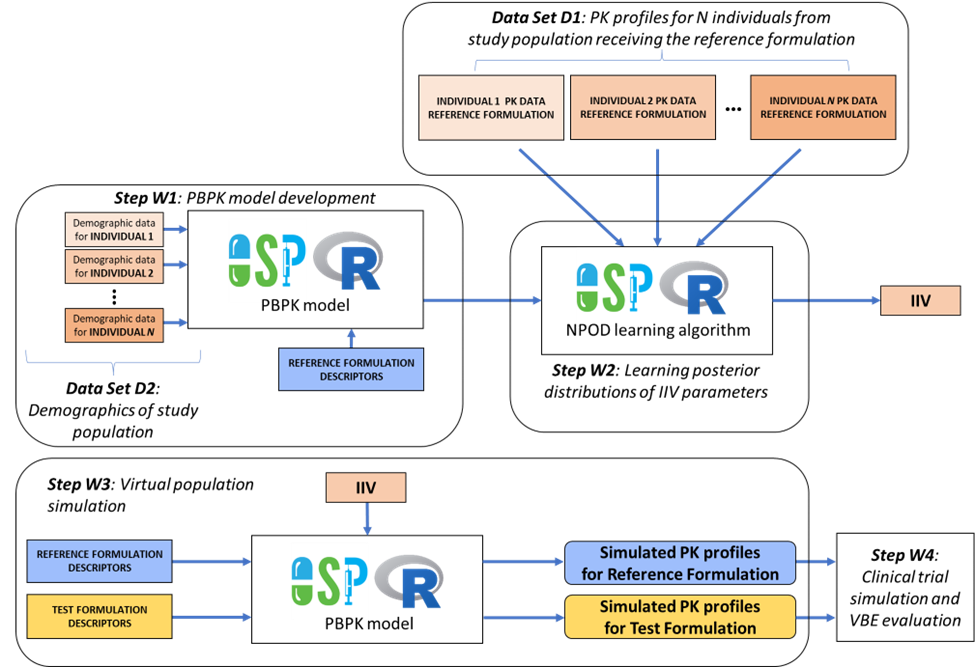 Data Set D1: PK profiles for N individuals from
study population receiving the reference formulation
INDIVIDUAL 1 PK DATA
REFERENCE FORMULATION
INDIVIDUAL 2 PK DATA
REFERENCE FORMULATION
...
INDIVIDUAL N PK DATA
REFERENCE FORMULATION
Step W1: PBPK model development
Demographic data
for INDIVIDUAL 1
Demographic data
for INDIVIDUAL 2
Demographic data
for INDIVIDUAL N
OSP R
PBPK model
REFERENCE FORMULATION
DESCRIPTORS
Data Set D2:
Demographics of study
population
OSP R
NPOD learning algorithm
Step W2: Learning posterior
distributions of IIV parameters
IIV
Step W3: Virtual population
simulation
IIV
REFERENCE FORMULATION
DESCRIPTORS
TEST FORMULATION
DESCRIPTORS
OSP R
PBPK model
Simulated PK profiles
for Reference Formulation
Simulated PK profiles
for Test Formulation
Step W4:
Clinical trial
simulation and
VBE evaluation